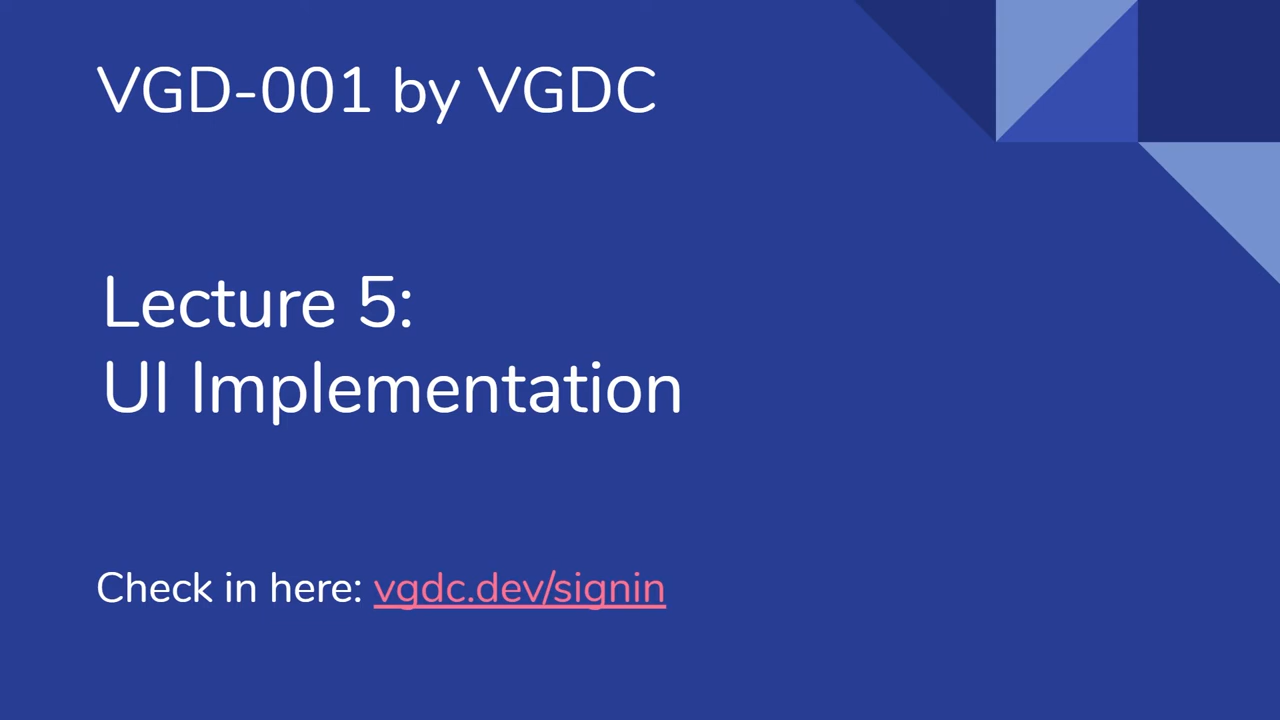 VGD-001 by VGDC
Lecture 5:
UI Implementation
Check in here: vgdc.dev/signin